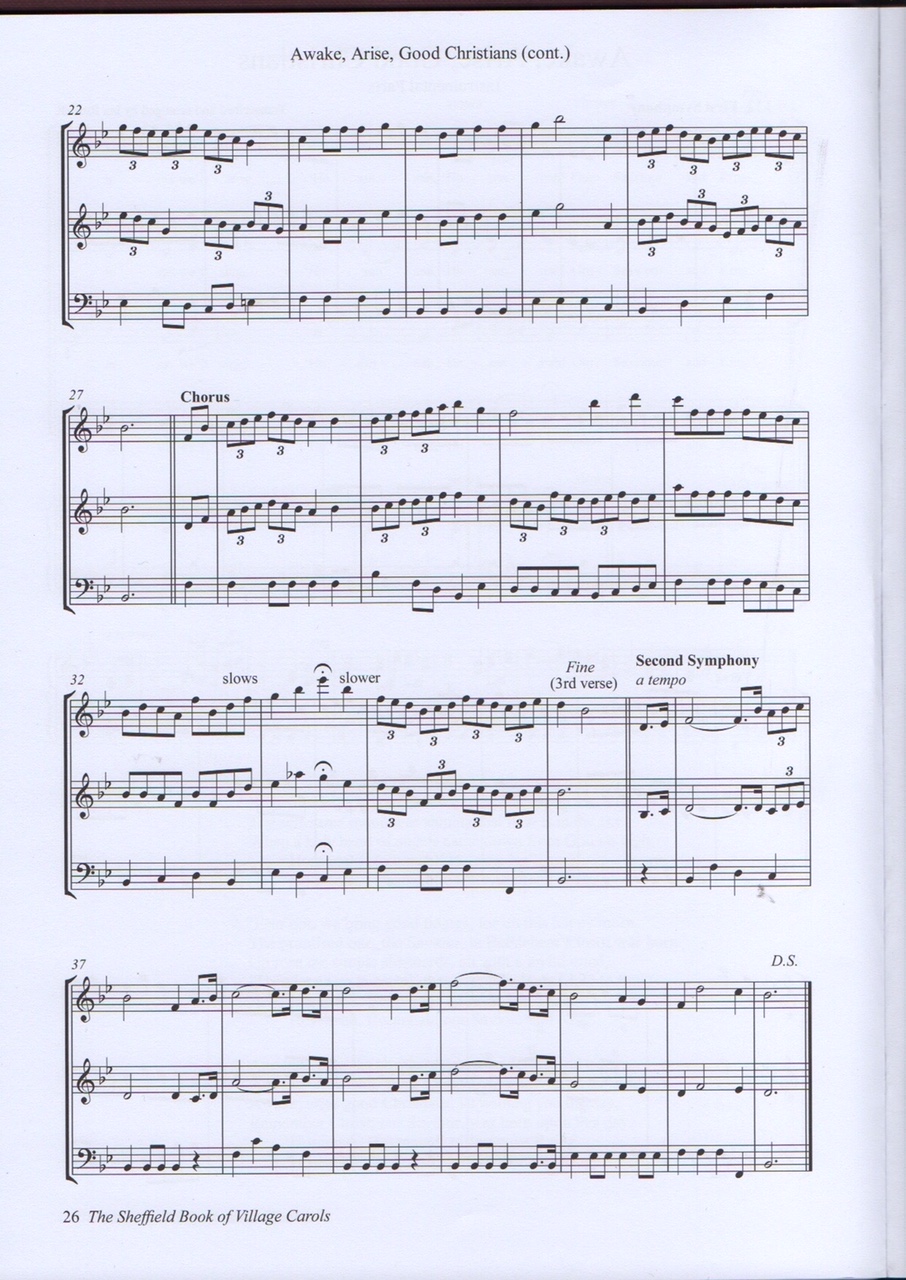 Awake, Arise, Good Christians (cont.)
22
3 3 3
3 3 3
3 3 3 3
3 3 3 3
27
Chorus
3 3 3 3
3 3 3 3 3 3 3
32
slows
slower
Fine
(3rd verse)
Second Symphony
a tempo
3 3 3 3 3
3 3 3 3 3
37
D.S.
26 The Sheffield Book of Village Carols